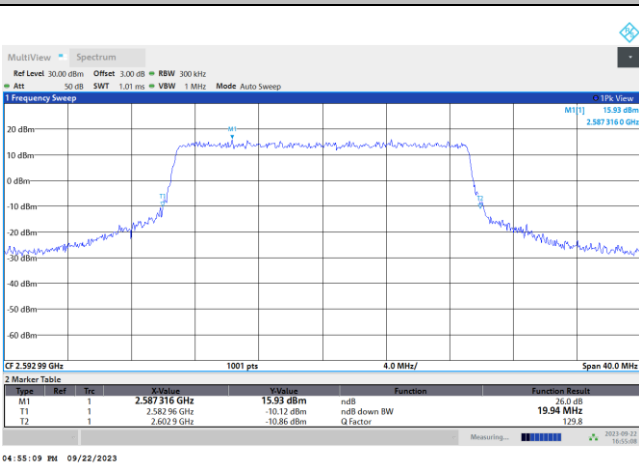 MultiView Spectrum
Ref Level 30.00 dBm Offset 3.00 dB RBW 300 kHz
Att 50 dB SWT 1.01 ms VBW 1 MHz Mode Auto Sweep
1 Frequency Sweep 1Pk View
M1[1] 15.93 dBm
2.587 316 0 GHz
M1
20 dBm
10 dBm
0 dBm
T1
T2
-10 dBm
-20 dBm
-30 dBm
-40 dBm
-50 dBm
-60 dBm
CF 2.592 99 GHz 1001 pts 4.0 MHz/ Span 40.0 MHz
2 Marker Table
Type Ref Trc X-Value Y-Value Function Function Result
M1 1 2.587 316 GHz 15.93 dBm ndB 26.0 dB
T1 1 2.582 96 GHz -10.12 dBm ndB down BW 19.94 MHz
T2 1 2.602 9 GHz -10.86 dBm Q Factor 129.8
Measuring... 2023-09-22
16:55:08
04:55:09 PM 09/22/2023